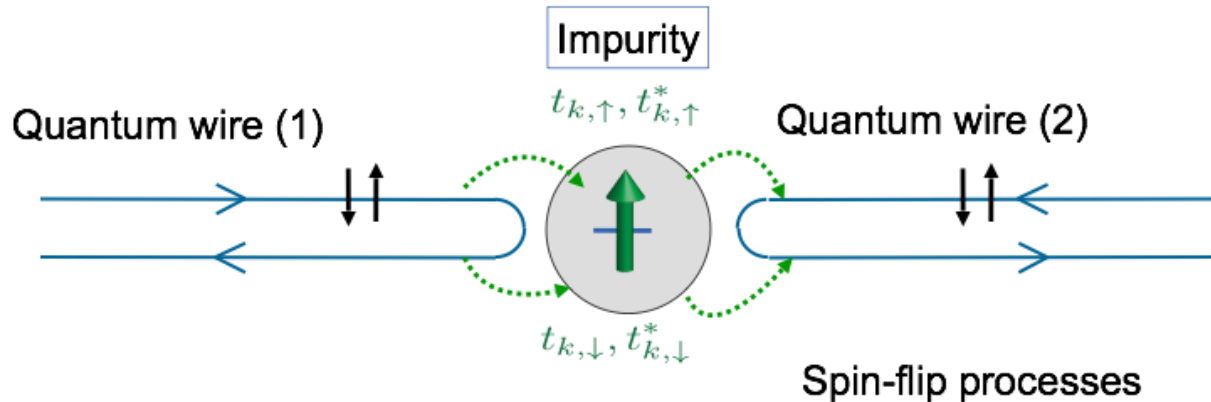 Impurity
t_{k,↑}, t^*_{k,↑}
Quantum wire (1)
Quantum wire (2)
t_{k,↓}, t^*_{k,↓}
Spin-flip processes